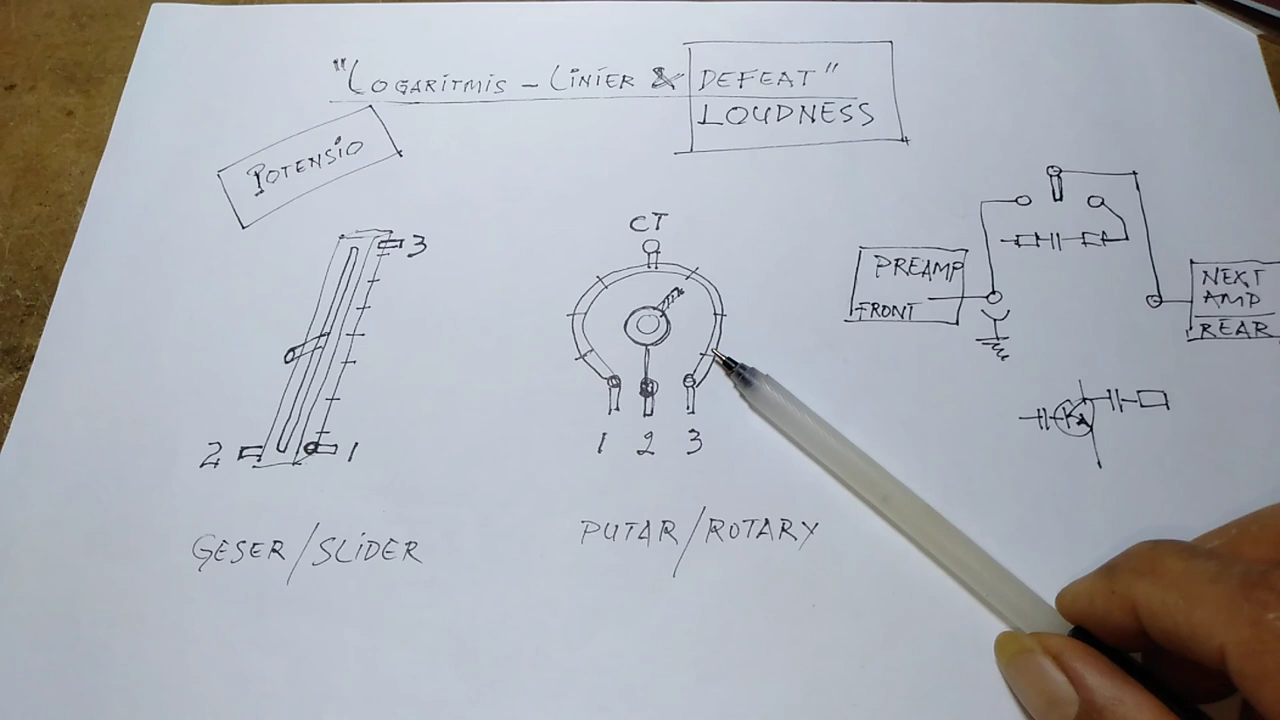 "LOGARITMIS - LINIER & DEFEAT"
LOUDNESS
POTENSIO
3
2
1
GESER/SLIDER
CT
1 2 3
PUTAR/ROTARY
PREAMP
FRONT
NEXT
AMP
REAR